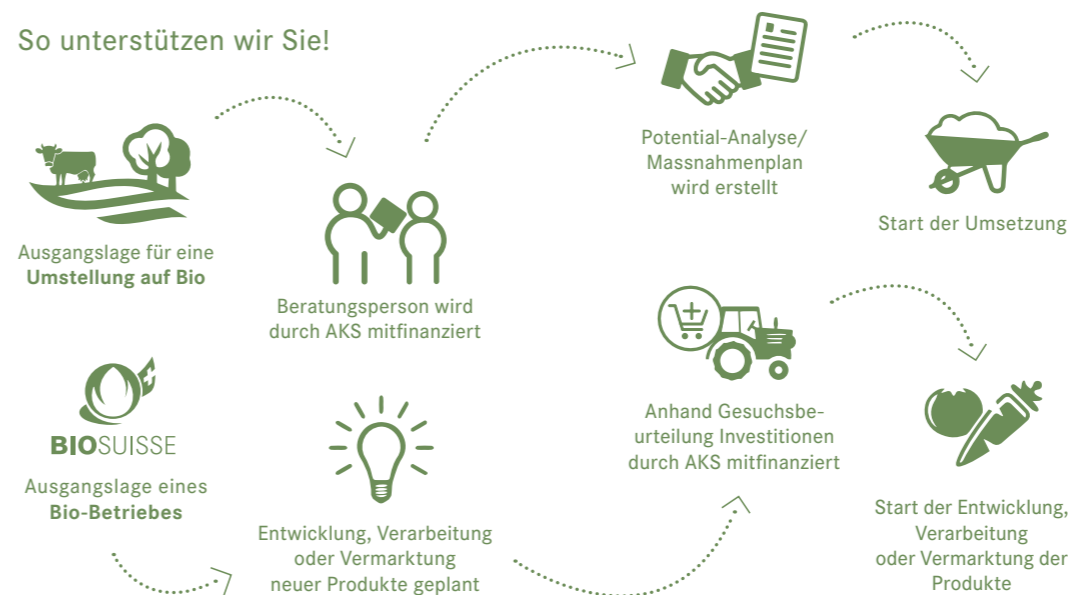 So unterstützen wir Sie!
Ausgangslage für eine
Umstellung auf Bio
Beratungsperson wird
durch AKS mitfinanziert
Potential-Analyse/
Massnahmenplan
wird erstellt
Start der Umsetzung
BIOSUISSE
Ausgangslage eines
Bio-Betriebes
Entwicklung, Verarbeitung
oder Vermarktung
neuer Produkte geplant
Anhand Gesuchsbe-
urteilung Investitionen
durch AKS mitfinanziert
Start der Entwicklung,
Verarbeitung
oder Vermarktung der
Produkte